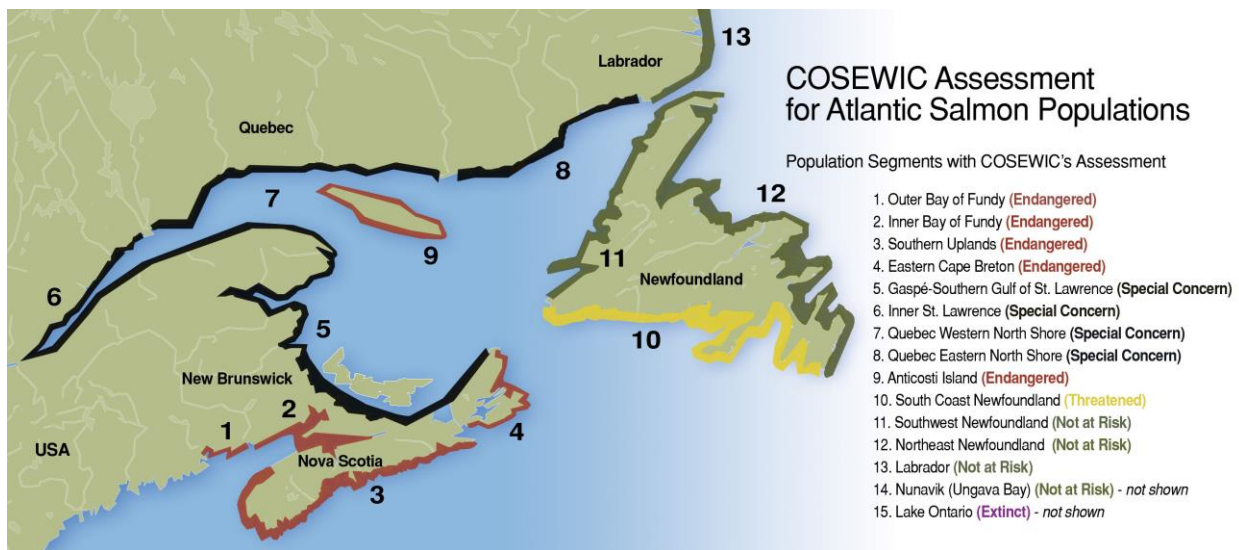 13
Labrador
Quebec
8
7
12
9
11
Newfoundland
6
5
10
New Brunswick
2
1
4
USA
Nova Scotia
3
COSEWIC Assessment
for Atlantic Salmon Populations
Population Segments with COSEWIC's Assessment
1. Outer Bay of Fundy (Endangered)
2. Inner Bay of Fundy (Endangered)
3. Southern Uplands (Endangered)
4. Eastern Cape Breton (Endangered)
5. Gaspé-Southern Gulf of St. Lawrence (Special Concern)
6. Inner St. Lawrence (Special Concern)
7. Quebec Western North Shore (Special Concern)
8. Quebec Eastern North Shore (Special Concern)
9. Anticosti Island (Endangered)
10. South Coast Newfoundland (Threatened)
11. Southwest Newfoundland (Not at Risk)
12. Northeast Newfoundland (Not at Risk)
13. Labrador (Not at Risk)
14. Nunavik (Ungava Bay) (Not at Risk) - not shown
15. Lake Ontario (Extinct) - not shown